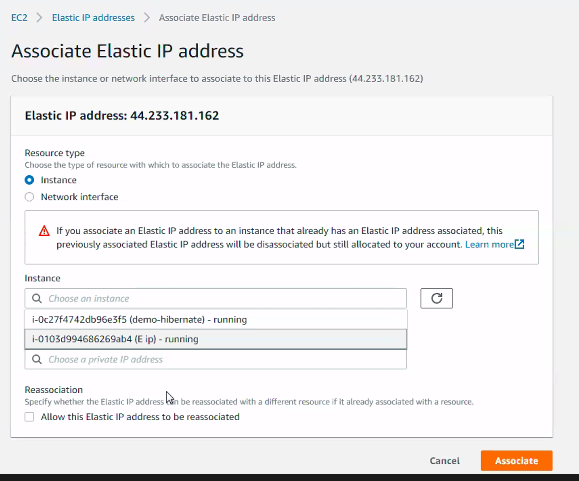 EC2 > Elastic IP addresses > Associate Elastic IP address
Associate Elastic IP address
Choose the instance or network interface to associate to this Elastic IP address (44.233.181.162)
Elastic IP address: 44.233.181.162
Resource type
Choose the type of resource with which to associate the Elastic IP address.
Instance
Network interface
If you associate an Elastic IP address to an instance that already has an Elastic IP address associated, this
previously associated Elastic IP address will be disassociated but still allocated to your account. Learn more
Instance
Choose an instance
i-0c27f4742db96e3f5 (demo-hibernate) - running
i-0103d994686269ab4 (E ip) - running
Choose a private IP address
Reassociation
Specify whether the Elastic IP address can be reassociated with a different resource if it already associated with a resource.
Allow this Elastic IP address to be reassociated
Cancel Associate